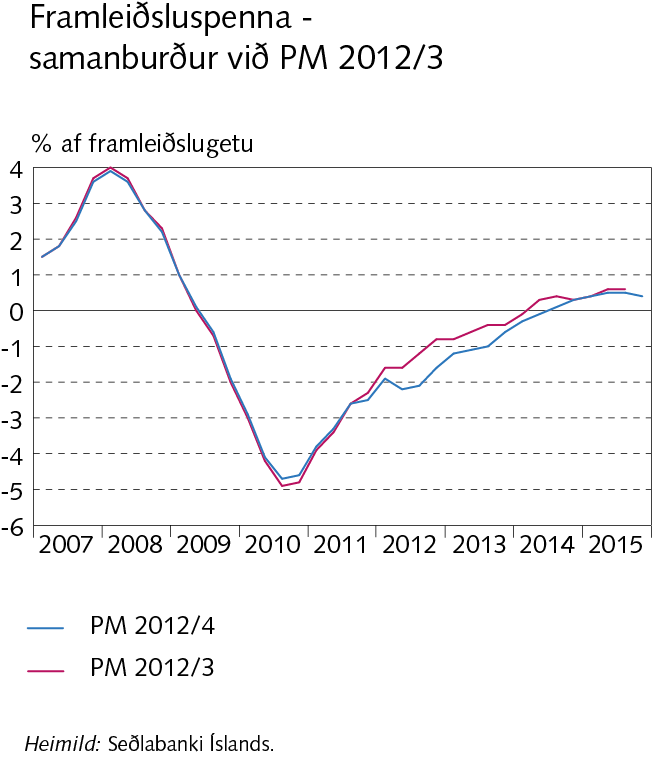 Framleiðsluspenna -
samanburður við PM 2012/3
% af framleiðslugetu
4
3
2
1
0
-1
-2
-3
-4
-5
-6
2007 2008 2009 2010 2011 2012 2013 2014 2015
PM 2012/4
PM 2012/3
Heimild: Seðlabanki Íslands.